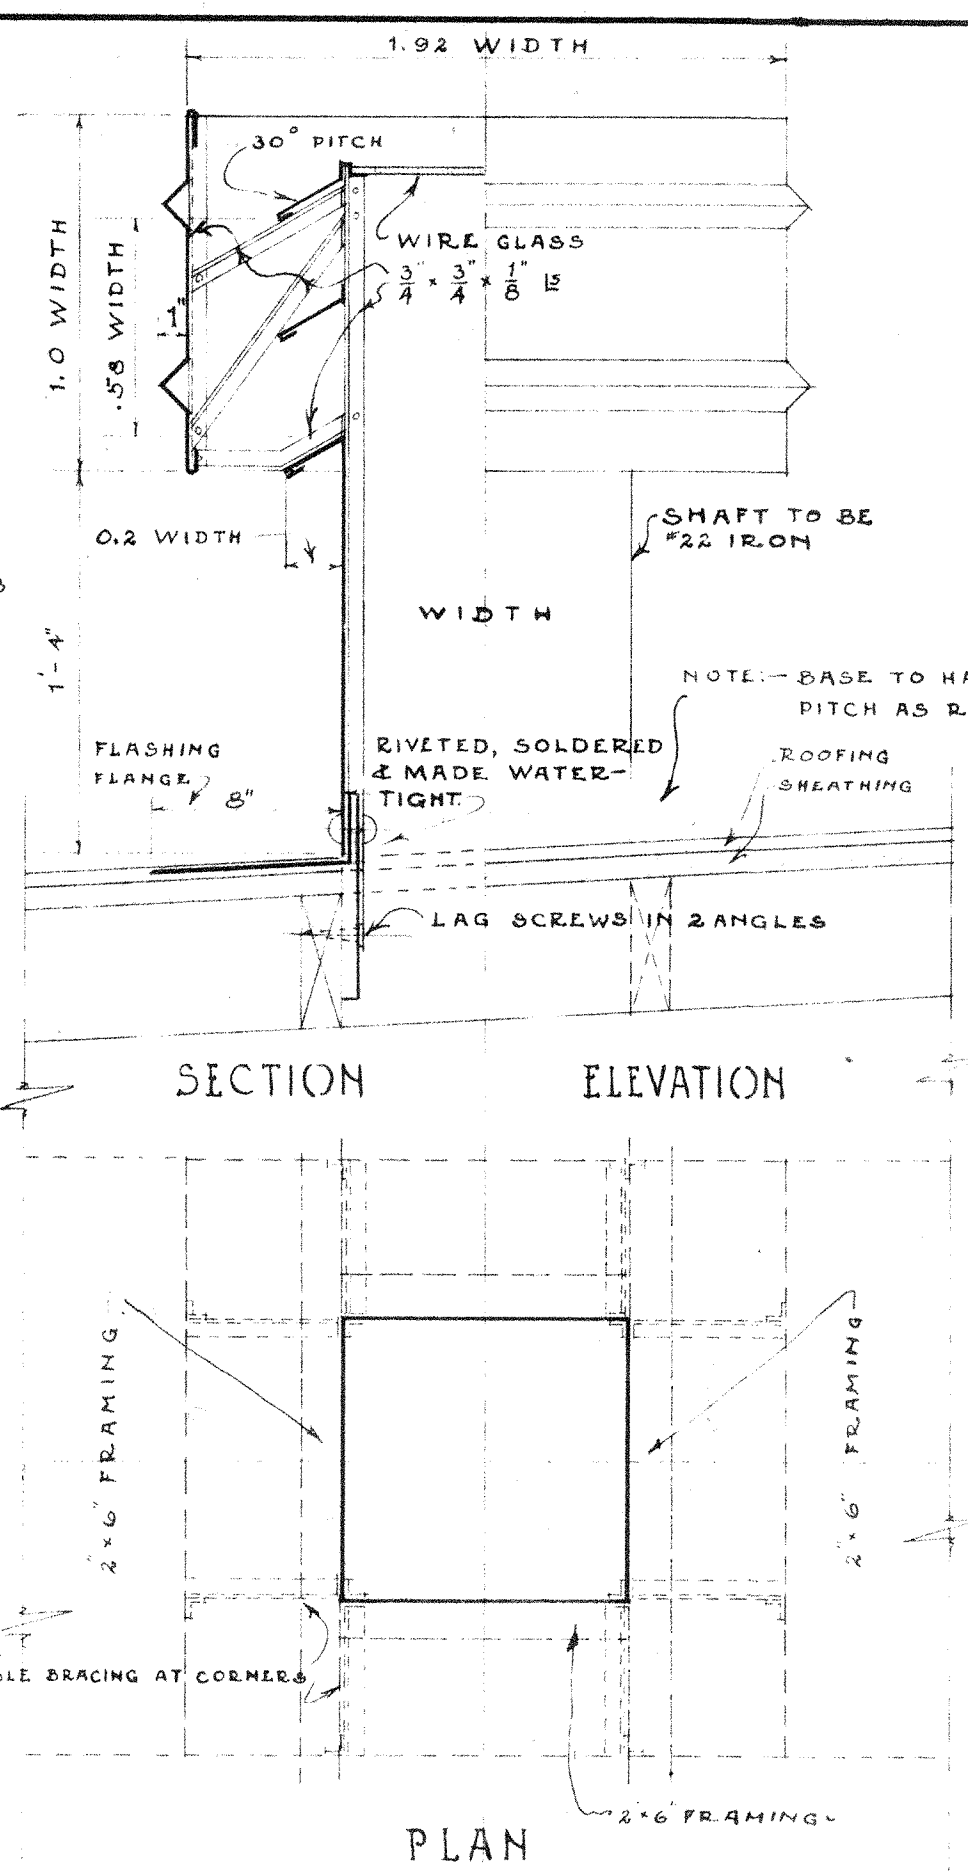 1.92 WIDTH
30° PITCH
WIRE GLASS
3/4" × 3/4" × 1/8" Ls
1.0 WIDTH
.58 WIDTH
1"
0.2 WIDTH
SHAFT TO BE
#22 IRON
WIDTH
1'-4"
NOTE:- BASE TO HA
PITCH AS R
FLASHING
FLANGE
8"
RIVETED, SOLDERED
& MADE WATER-
TIGHT.
ROOFING
SHEATHING
LAG SCREWS IN 2 ANGLES
SECTION
ELEVATION
2"×6" FRAMING
2"×6" FRAMING
LE BRACING AT CORNERS
2"×6" FRAMING
PLAN